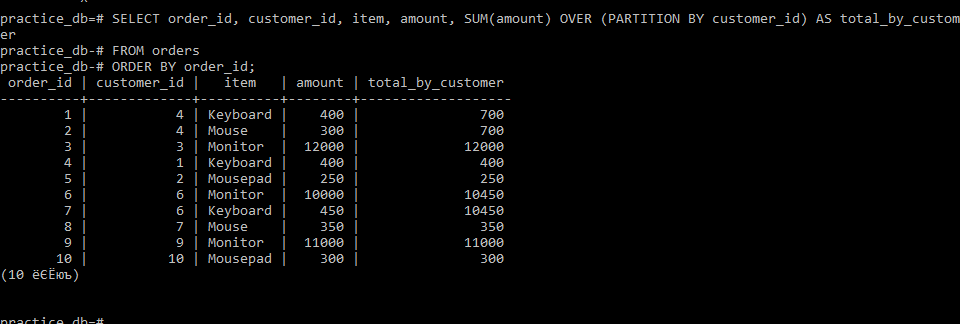 practice_db=# SELECT order_id, customer_id, item, amount, SUM(amount) OVER (PARTITION BY customer_id) AS total_by_custom
er
practice_db-# FROM orders
practice_db-# ORDER BY order_id;
 order_id | customer_id |   item   | amount | total_by_customer
----------+-------------+----------+--------+-------------------
        1 |           4 | Keyboard |    400 |               700
        2 |           4 | Mouse    |    300 |               700
        3 |           3 | Monitor  |  12000 |             12000
        4 |           1 | Keyboard |    400 |               400
        5 |           2 | Mousepad |    250 |               250
        6 |           6 | Monitor  |  10000 |             10450
        7 |           6 | Keyboard |    450 |             10450
        8 |           7 | Mouse    |    350 |               350
        9 |           9 | Monitor  |  11000 |             11000
       10 |          10 | Mousepad |    300 |               300
(10 ёЄЁюъ)
practice_db=#